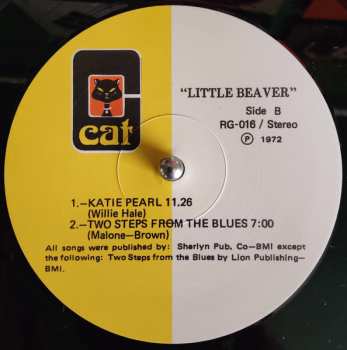 cat
"LITTLE BEAVER"
Side B
RG-016 / Stereo
Ⓟ 1972
1.—KATIE PEARL 11.26
(Willie Hale)
2.—TWO STEPS FROM THE BLUES 7:00
(Malone—Brown)
All songs were published by: Sherlyn Pub, Co—BMI except
the following: Two Steps from the Blues by Lion Publishing—
BMI.